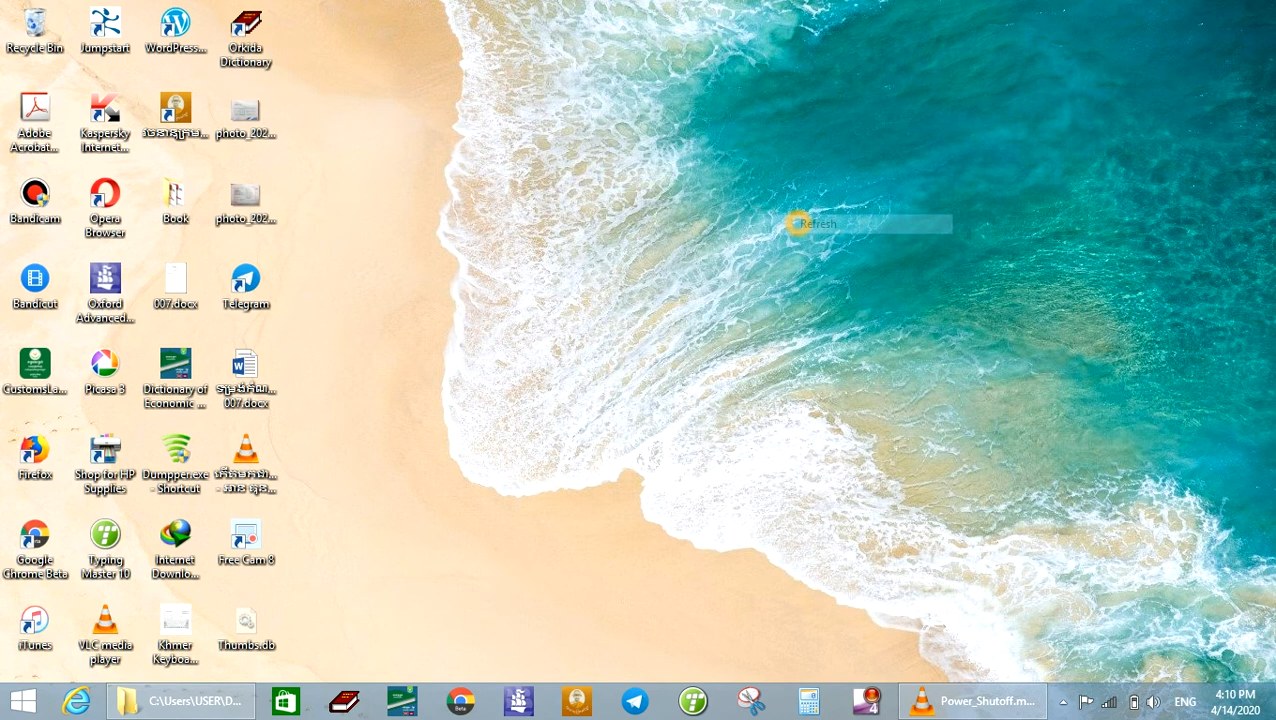 Recycle Bin
Jumpstart
WordPress...
Orkida
Dictionary
Adobe
Acrobat...
Kaspersky
Internet...
photo_202...
Bandicam
Opera
Browser
Book
photo_202...
Refresh
Bandicut
Oxford
Advanced...
007.docx
Telegram
CustomsLa...
Picasa 3
Dictionary of
Economic ...
007.docx
Firefox
Shop for HP
Supplies
Dumpper.exe
- Shortcut
Google
Chrome Beta
Typing
Master 10
Internet
Downlo...
Free Cam 8
iTunes
VLC media
player
Khmer
Keyboa...
Thumbs.db
C:\Users\USER\D...
Beta
Power_Shutoff.m...
ENG
4:10 PM
4/14/2020